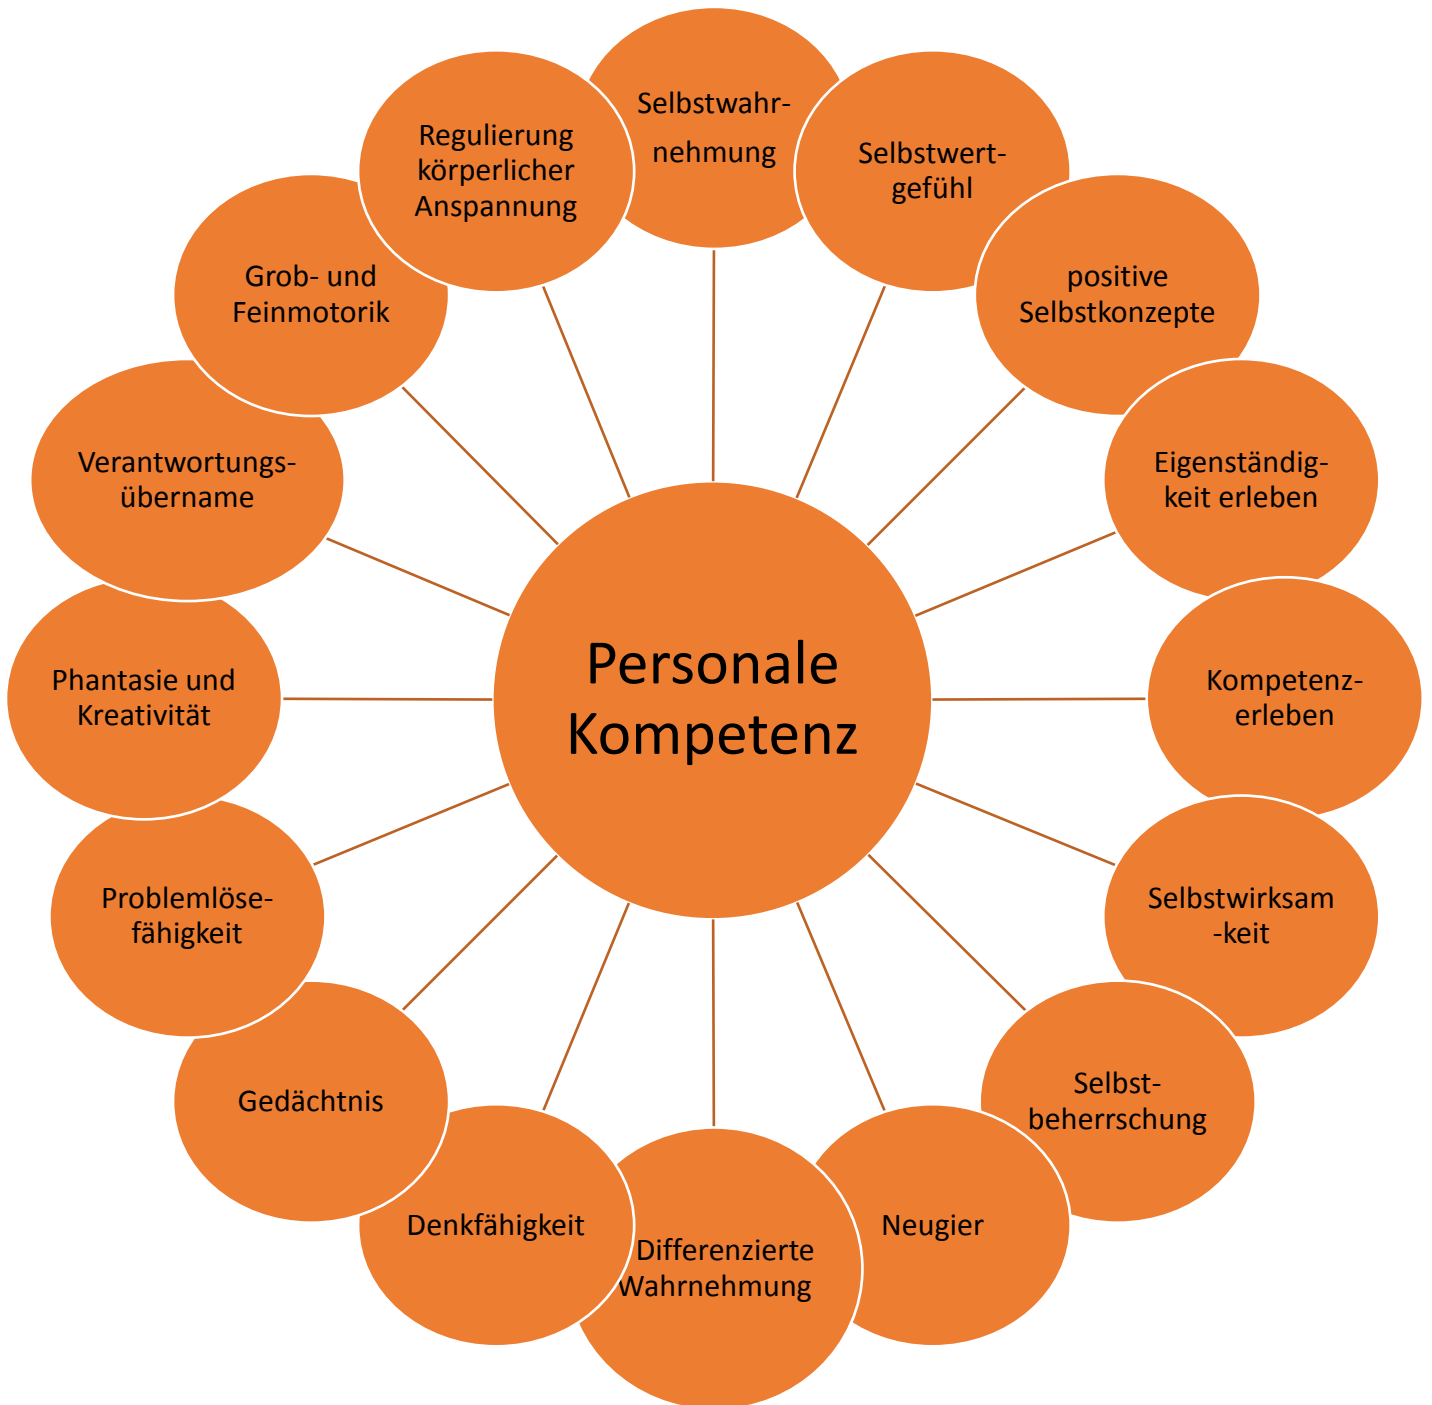 Personale
Kompetenz
Selbstwahr-
nehmung
Selbstwert-
gefühl
positive
Selbstkonzepte
Eigenständig-
keit erleben
Kompetenz-
erleben
Selbstwirksam
-keit
Selbst-
beherrschung
Neugier
Differenzierte
Wahrnehmung
Denkfähigkeit
Gedächtnis
Problemlöse-
fähigkeit
Phantasie und
Kreativität
Verantwortungs-
übername
Grob- und
Feinmotorik
Regulierung
körperlicher
Anspannung